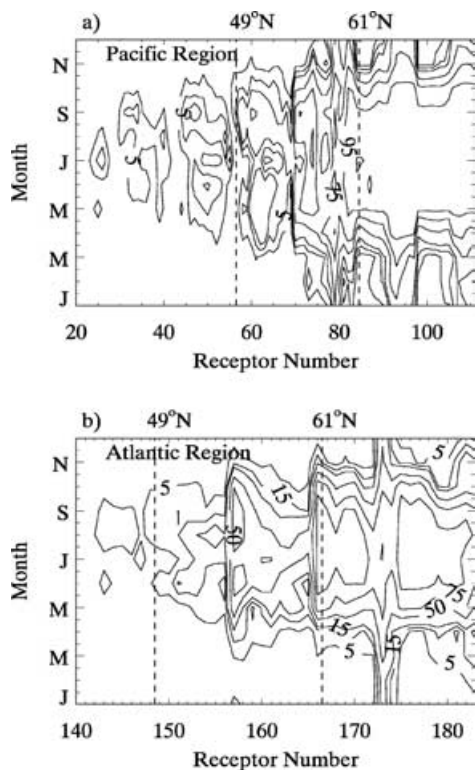 a)
49°N
61°N
Pacific Region
N
S
J
M
M
J
Month
5
5
5
75
95
20
40
60
80
100
Receptor Number
b)
49°N
61°N
Atlantic Region
N
S
J
M
M
J
Month
5
15
5
50
75
50
15
15
5
5
140
150
160
170
180
Receptor Number